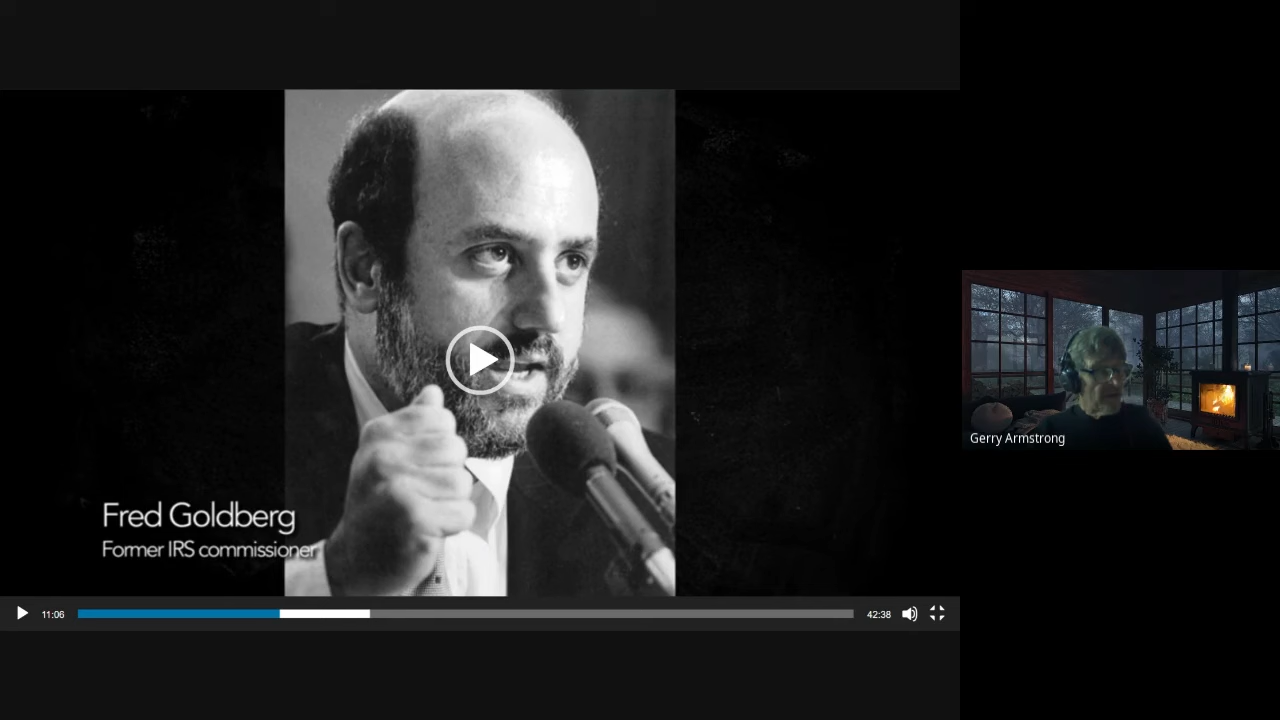 Fred Goldberg
Former IRS commissioner
11:06
42:38
Gerry Armstrong